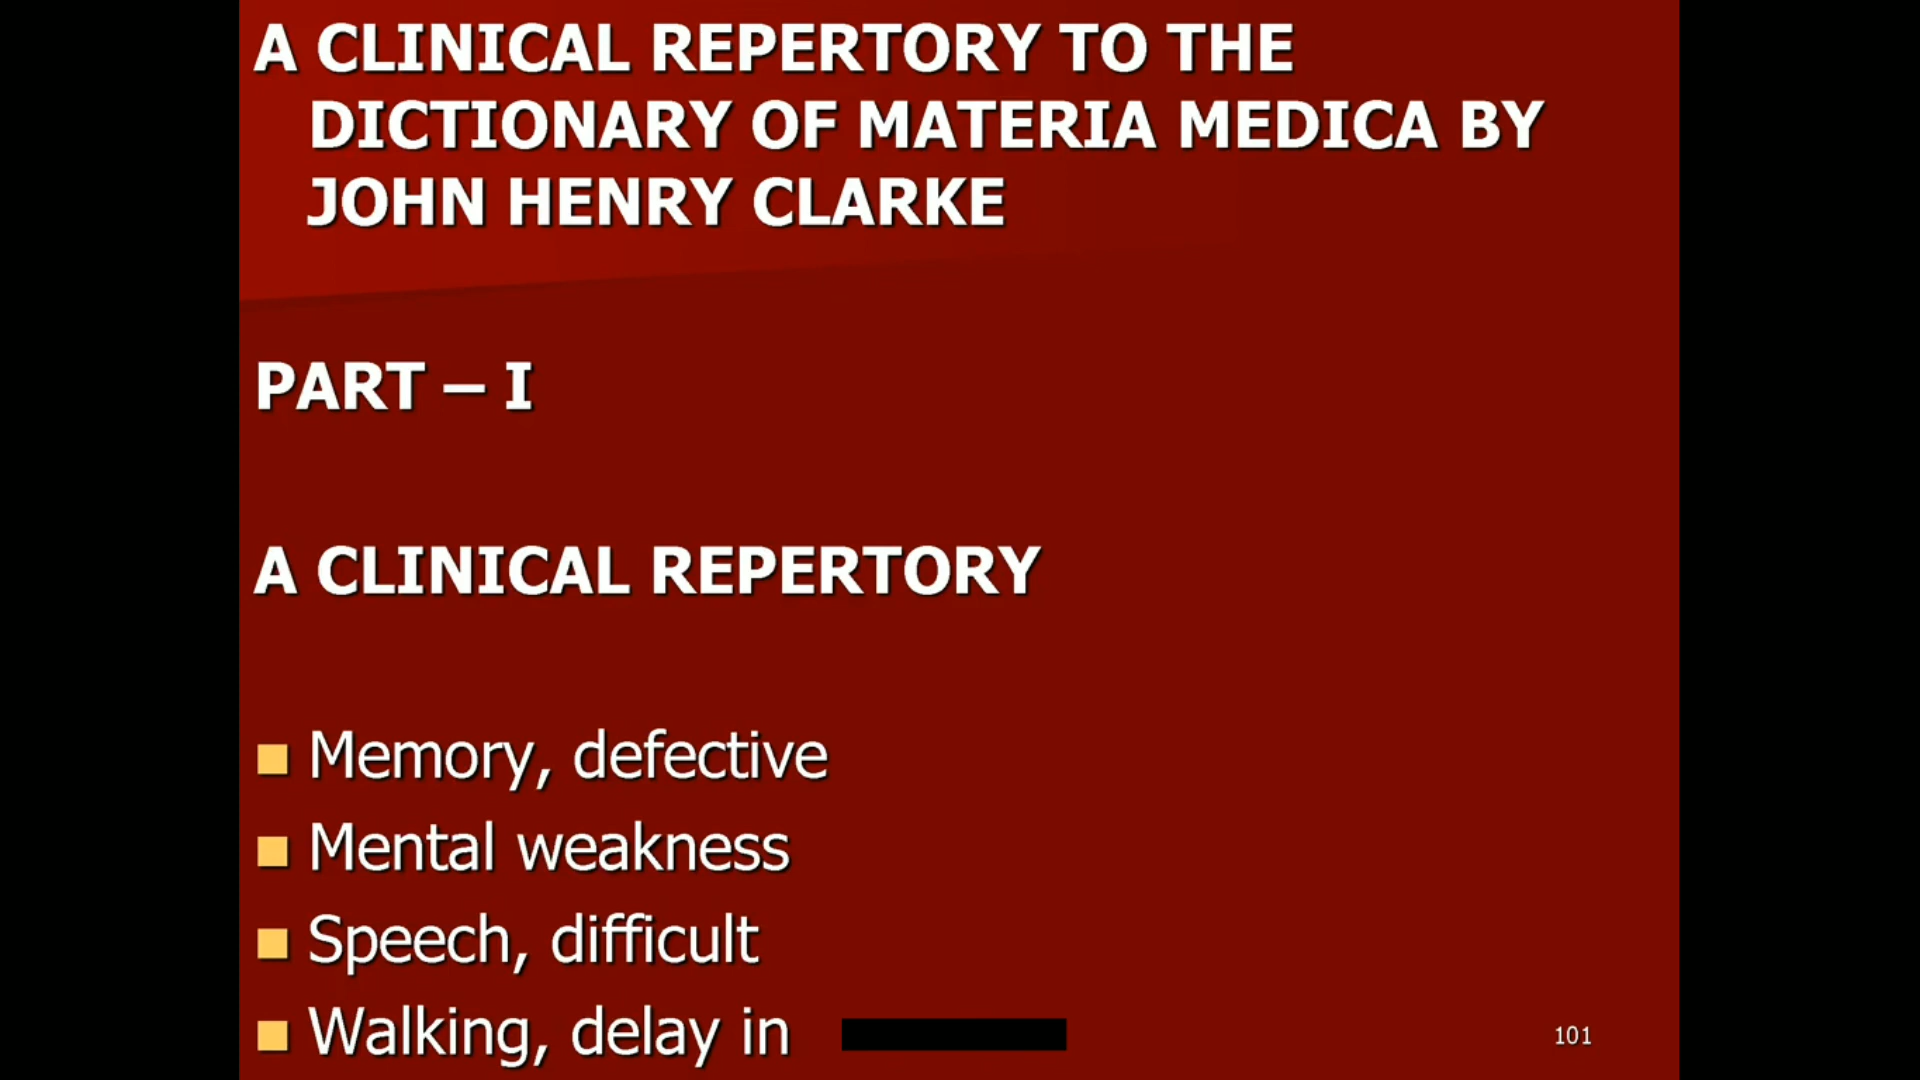 A CLINICAL REPERTORY TO THE
DICTIONARY OF MATERIA MEDICA BY
JOHN HENRY CLARKE
PART – I
A CLINICAL REPERTORY
Memory, defective
Mental weakness
Speech, difficult
Walking, delay in
101